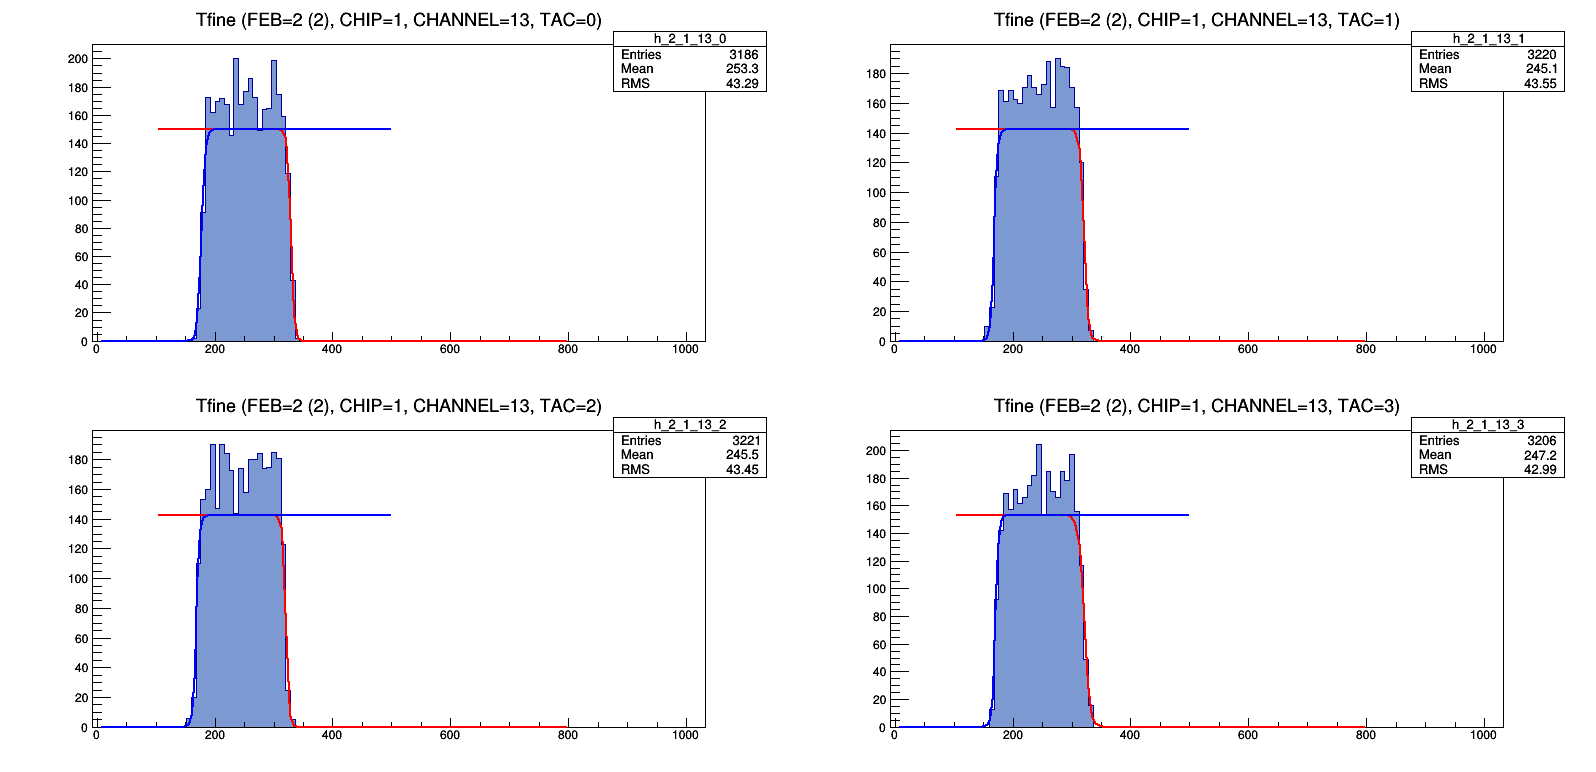 Tfine (FEB=2 (2), CHIP=1, CHANNEL=13, TAC=0)
h_2_1_13_0
Entries 3186
Mean 253.3
RMS 43.29
200
180
160
140
120
100
80
60
40
20
0
0 200 400 600 800 1000
Tfine (FEB=2 (2), CHIP=1, CHANNEL=13, TAC=1)
h_2_1_13_1
Entries 3220
Mean 245.1
RMS 43.55
180
160
140
120
100
80
60
40
20
0
0 200 400 600 800 1000
Tfine (FEB=2 (2), CHIP=1, CHANNEL=13, TAC=2)
h_2_1_13_2
Entries 3221
Mean 245.5
RMS 43.45
180
160
140
120
100
80
60
40
20
0
0 200 400 600 800 1000
Tfine (FEB=2 (2), CHIP=1, CHANNEL=13, TAC=3)
h_2_1_13_3
Entries 3206
Mean 247.2
RMS 42.99
200
180
160
140
120
100
80
60
40
20
0
0 200 400 600 800 1000